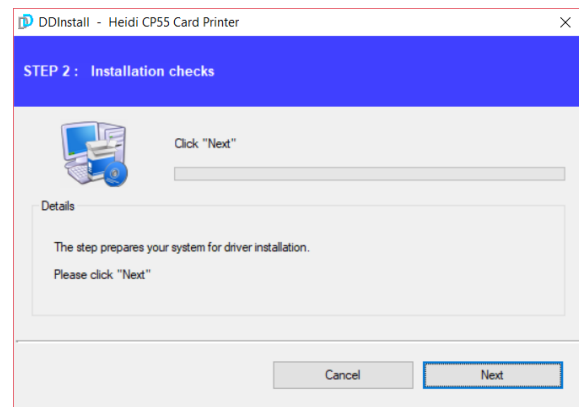 DDInstall - Heidi CP55 Card Printer
STEP 2 : Installation checks
Click "Next"
Details
The step prepares your system for driver installation.
Please click "Next"
Cancel
Next